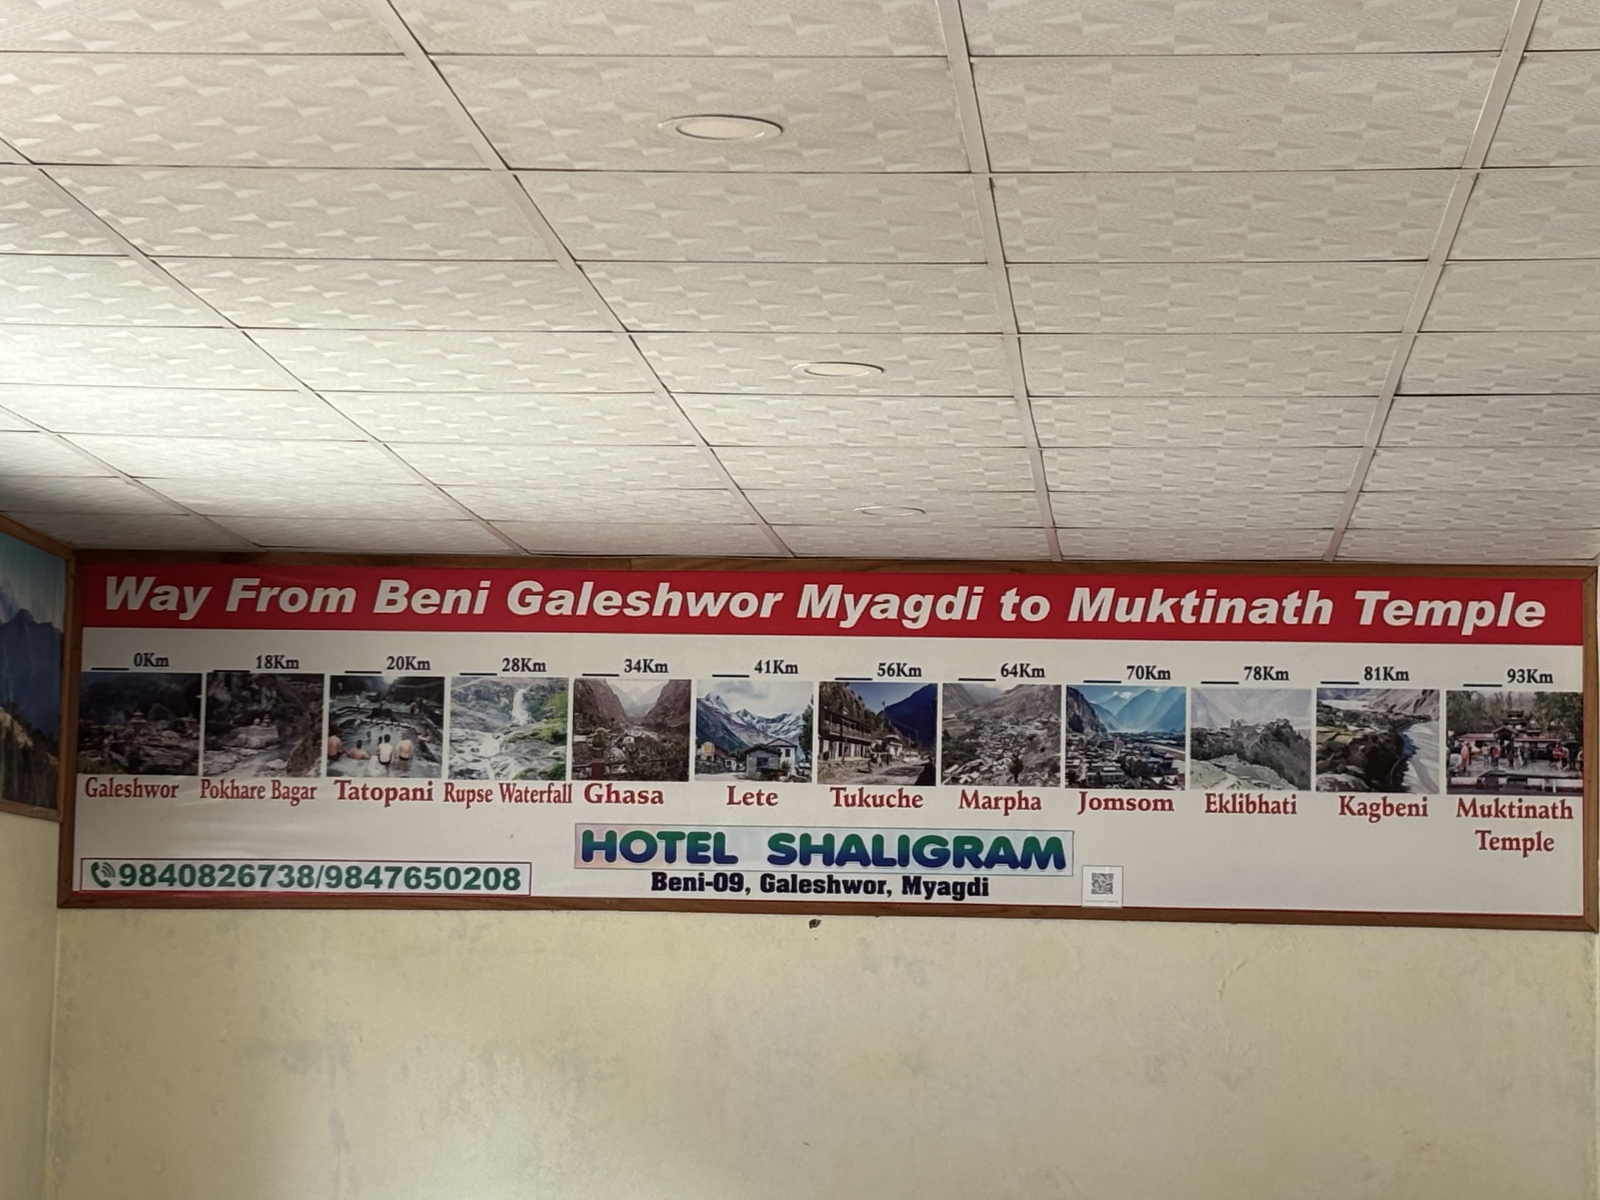 Way From Beni Galeshwor Myagdi to Muktinath Temple
0Km 18Km 20Km 28Km 34Km 41Km 56Km 64Km 70Km 78Km 81Km 93Km
Galeshwor Pokhare Bagar Tatopani Rupse Waterfall Ghasa Lete Tukuche Marpha Jomsom Eklibhati Kagbeni Muktinath
Temple
HOTEL SHALIGRAM
9840826738/9847650208
Beni-09, Galeshwor, Myagdi